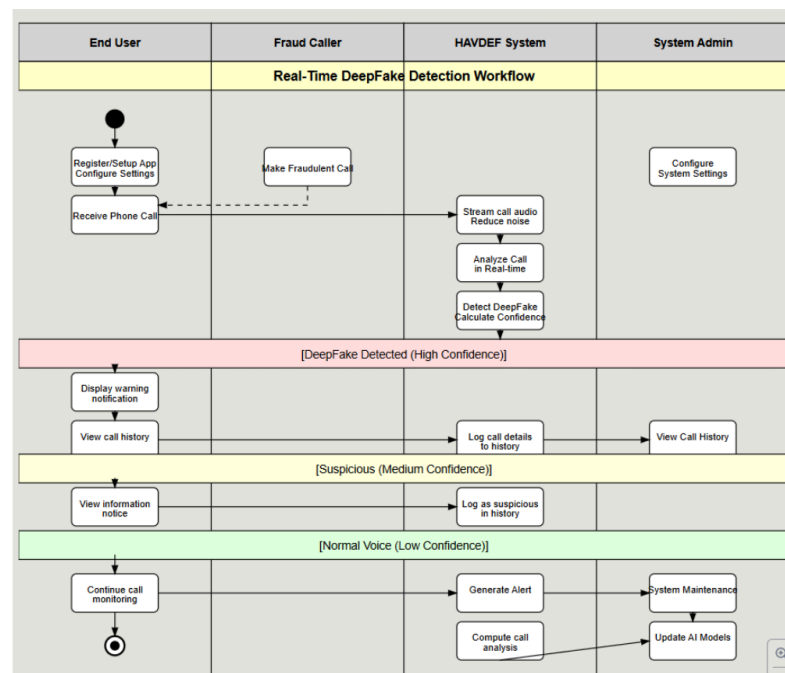 End User
Fraud Caller
HAVDEF System
System Admin
Real-Time DeepFake Detection Workflow
Register/Setup App
Configure Settings
Make Fraudulent Call
Configure
System Settings
Receive Phone Call
Stream call audio
Reduce noise
Analyze Call
in Real-time
Detect DeepFake
Calculate Confidence
[DeepFake Detected (High Confidence)]
Display warning
notification
View call history
Log call details
to history
View Call History
[Suspicious (Medium Confidence)]
View information
notice
Log as suspicious
in history
[Normal Voice (Low Confidence)]
Continue call
monitoring
Generate Alert
System Maintenance
Compute call
analysis
Update AI Models